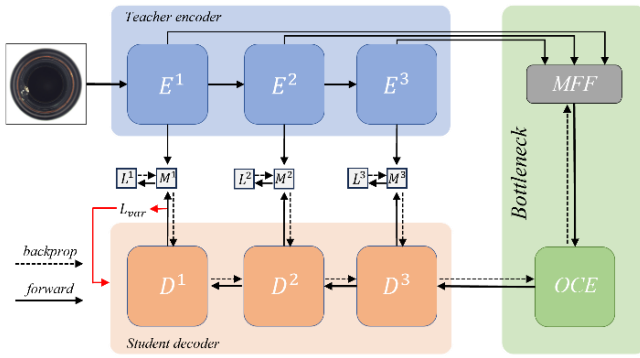 Teacher encoder
E¹ E² E³
MFF
Bottleneck
L¹ M¹ L² M² L³ M³
L_var
backprop
forward
D¹ D² D³ OCE
Student decoder